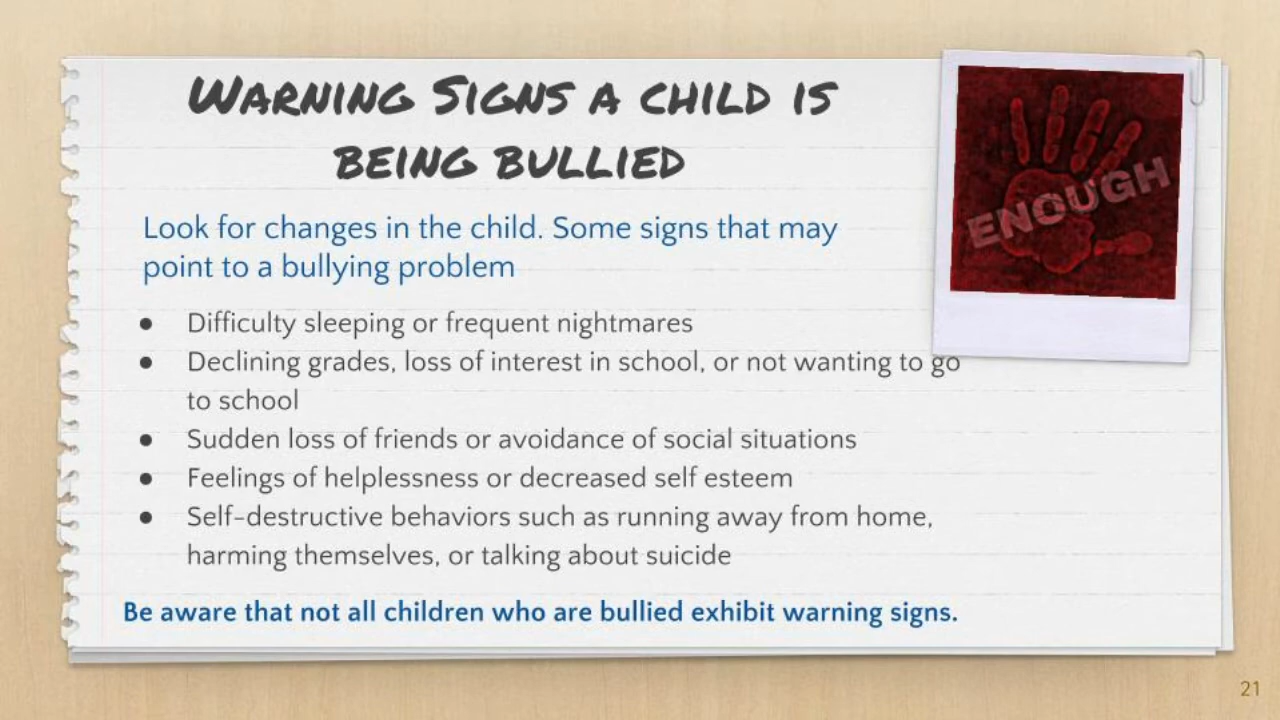 Warning Signs a child is
being bullied
ENOUGH
Look for changes in the child. Some signs that may
point to a bullying problem
● Difficulty sleeping or frequent nightmares
● Declining grades, loss of interest in school, or not wanting to go
to school
● Sudden loss of friends or avoidance of social situations
● Feelings of helplessness or decreased self esteem
● Self-destructive behaviors such as running away from home,
harming themselves, or talking about suicide
Be aware that not all children who are bullied exhibit warning signs.
21